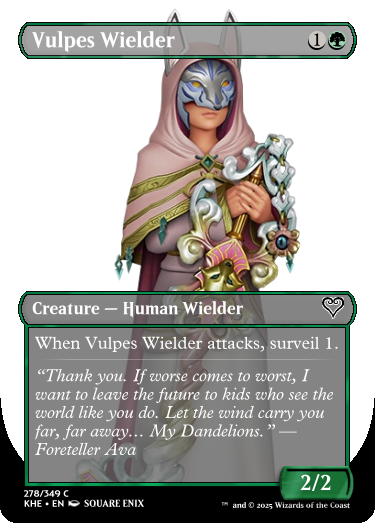 Vulpes Wielder 1
Creature — Human Wielder
When Vulpes Wielder attacks, surveil 1.
“Thank you. If worse comes to worst, I
want to leave the future to kids who see the
world like you do. Let the wind carry you
far, far away… My Dandelions.” —
Foreteller Ava
2/2
278/349 C
KHE • EN SQUARE ENIX ™ and © 2025 Wizards of the Coast